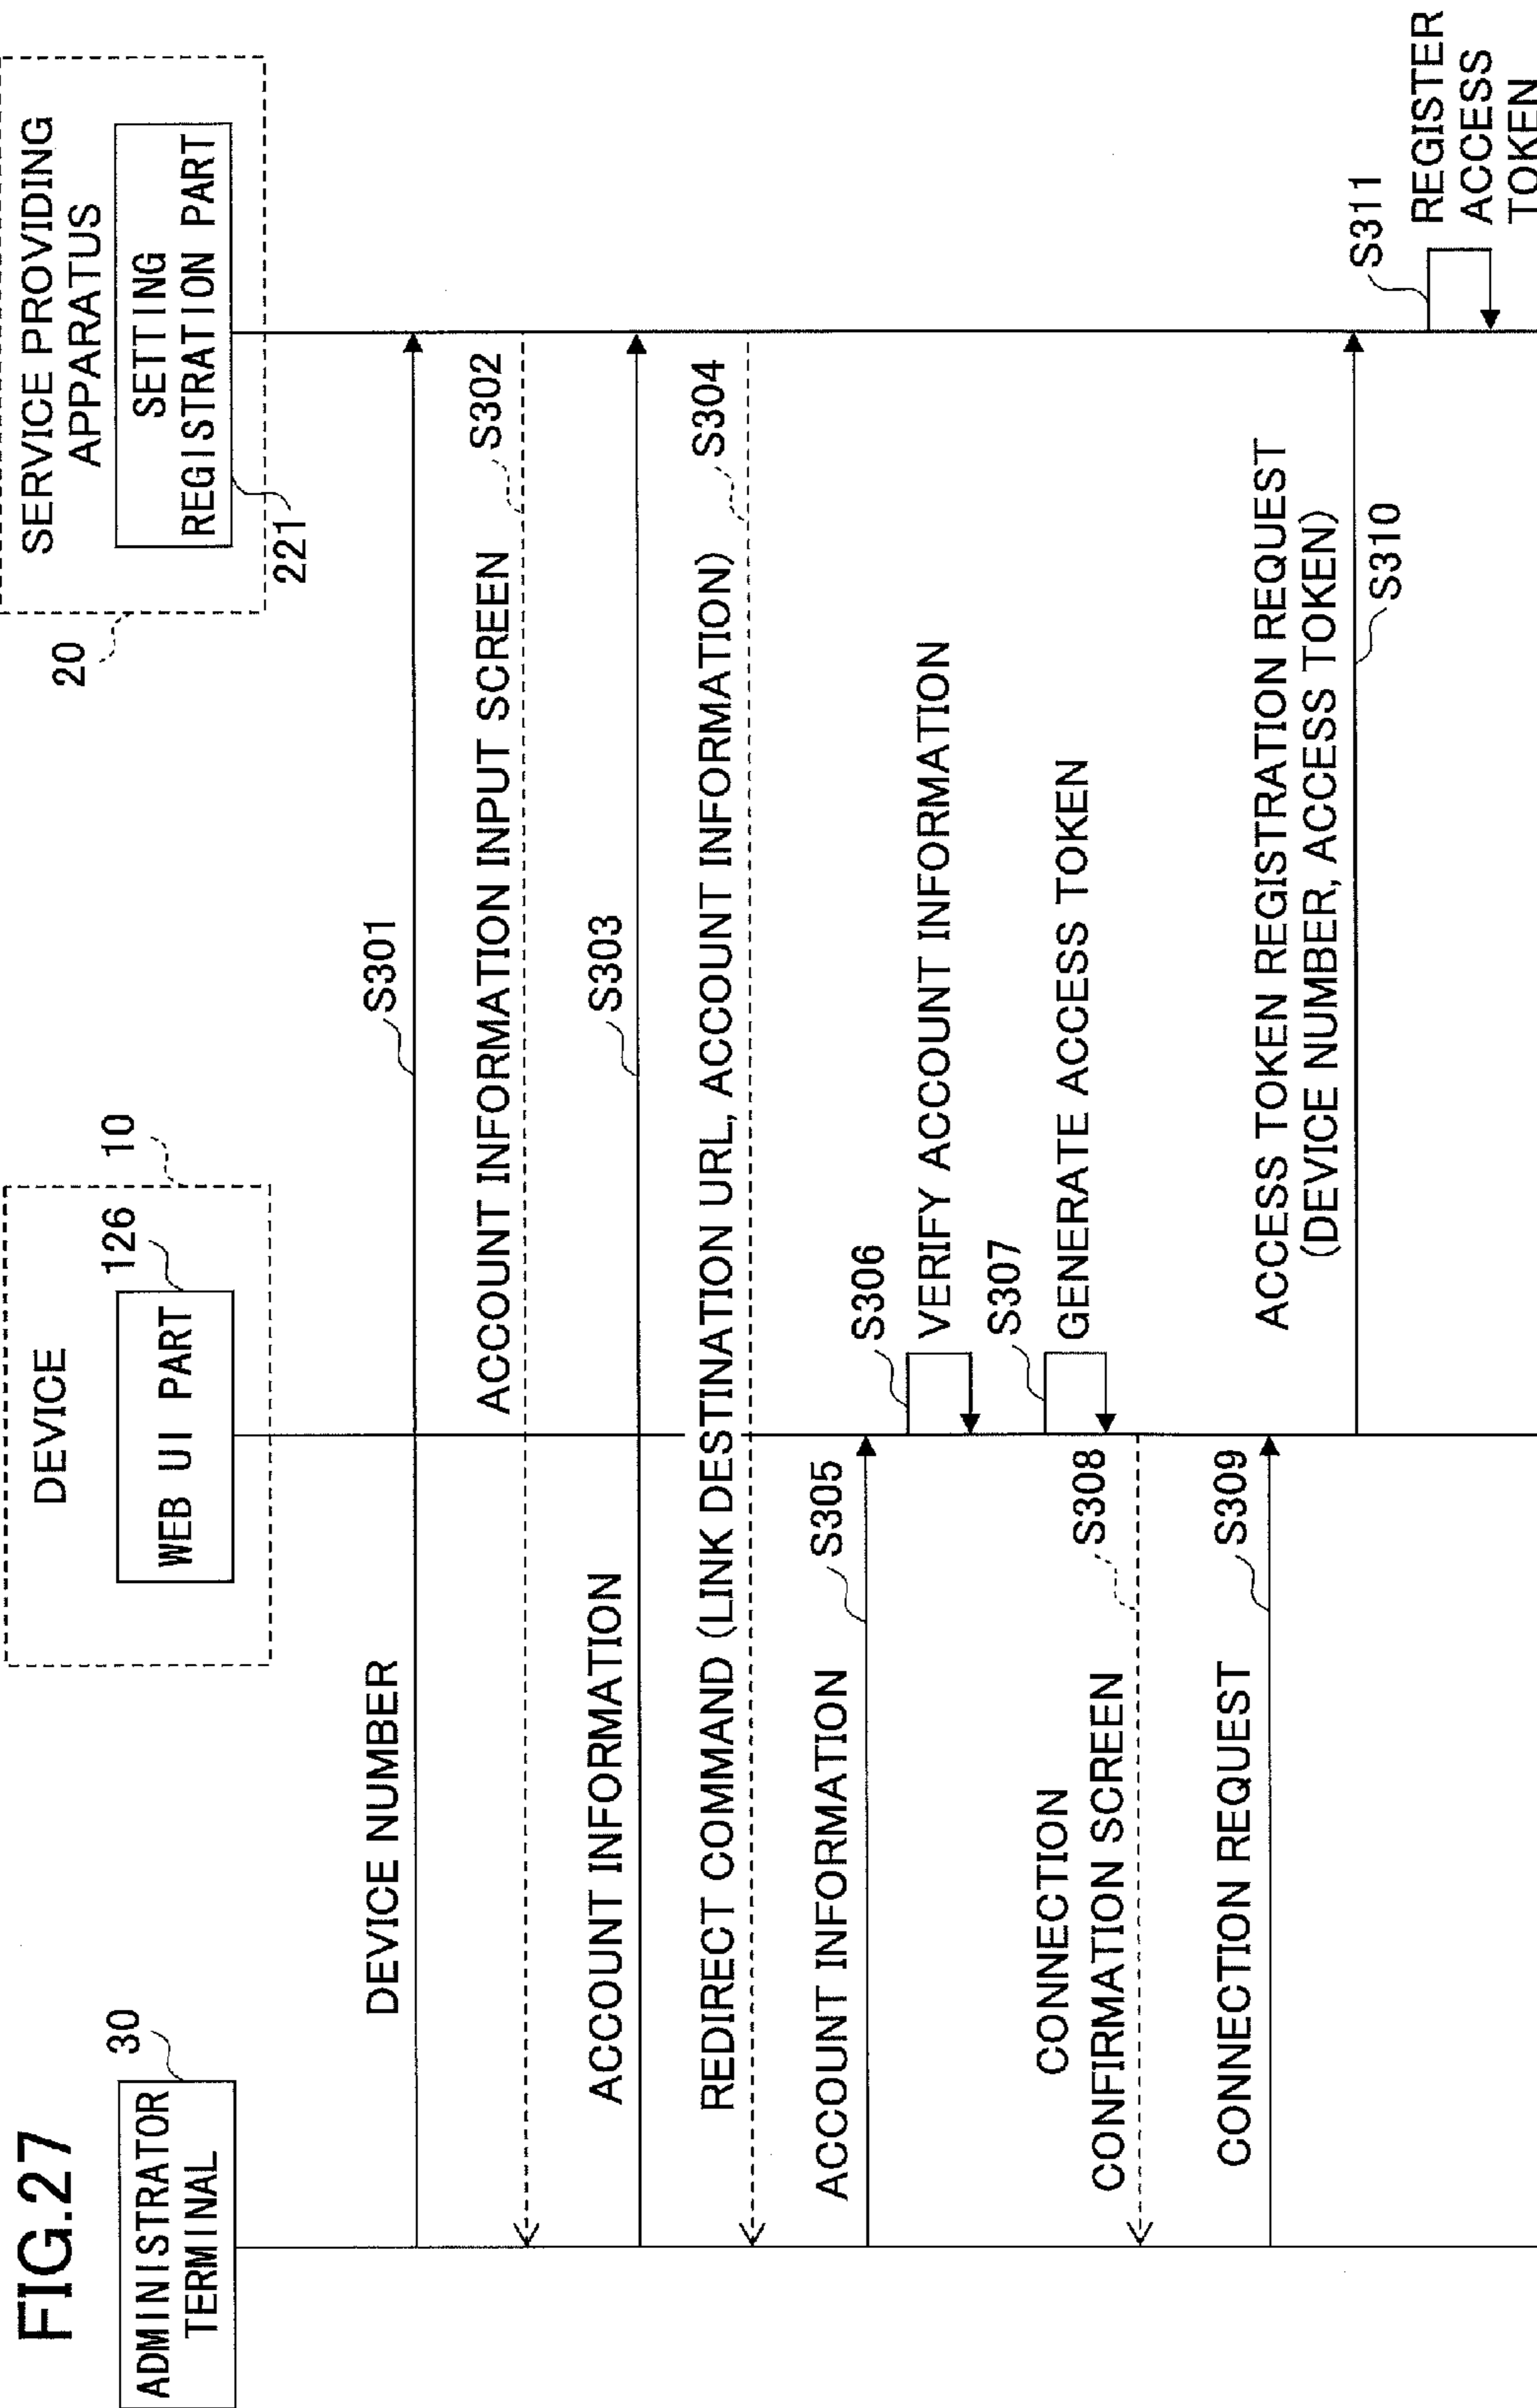 FIG.27
ADMINISTRATOR
TERMINAL
30
DEVICE
WEB UI PART
126
10
SERVICE PROVIDING
APPARATUS
SETTING
REGISTRATION PART
20
221
DEVICE NUMBER
S301
ACCOUNT INFORMATION INPUT SCREEN
S302
ACCOUNT INFORMATION
S303
REDIRECT COMMAND (LINK DESTINATION URL, ACCOUNT INFORMATION)
S304
ACCOUNT INFORMATION
S305
S306
VERIFY ACCOUNT INFORMATION
S307
GENERATE ACCESS TOKEN
CONNECTION
CONFIRMATION SCREEN
S308
CONNECTION REQUEST
S309
ACCESS TOKEN REGISTRATION REQUEST
(DEVICE NUMBER, ACCESS TOKEN)
S310
S311
REGISTER
ACCESS
TOKEN